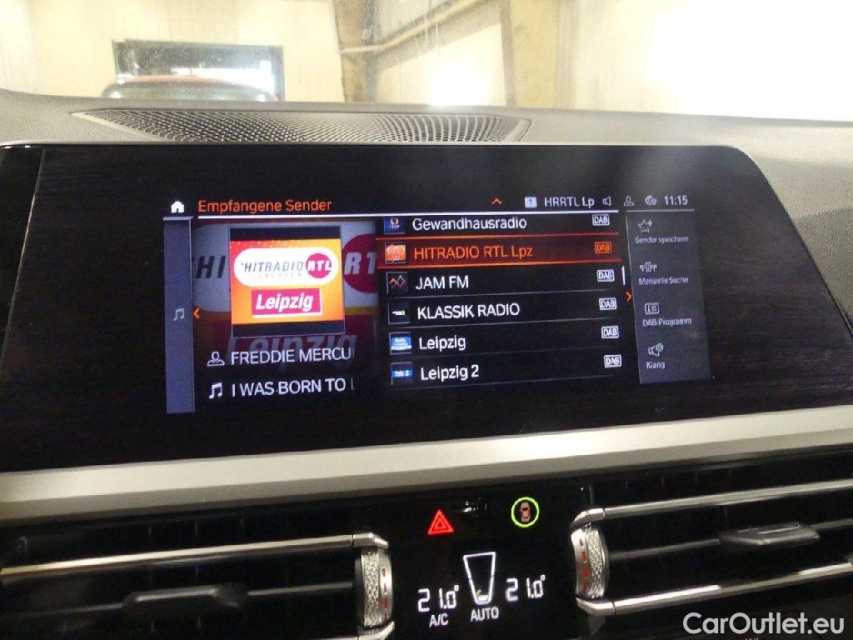 Empfangene Sender
HRRTL Lp
11:15
Gewandhausradio DAB
HITRADIO RTL Lpz DAB
JAM FM DAB
KLASSIK RADIO DAB
Leipzig DAB
Leipzig 2 DAB
HITRADIO RTL
SACHSEN
Leipzig
FREDDIE MERCU
I WAS BORN TO
Sender speichern
Manuelle Suche
DAB-Programm
Klang
21.0° 21.0°
A/C AUTO
CarOutlet.eu